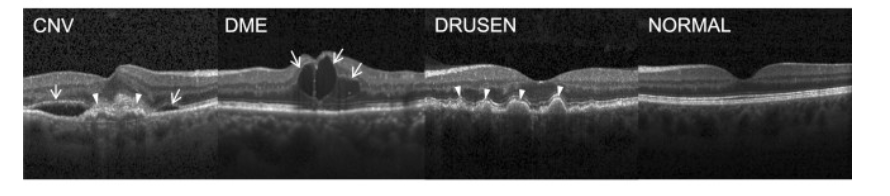 CNV DME DRUSEN NORMAL